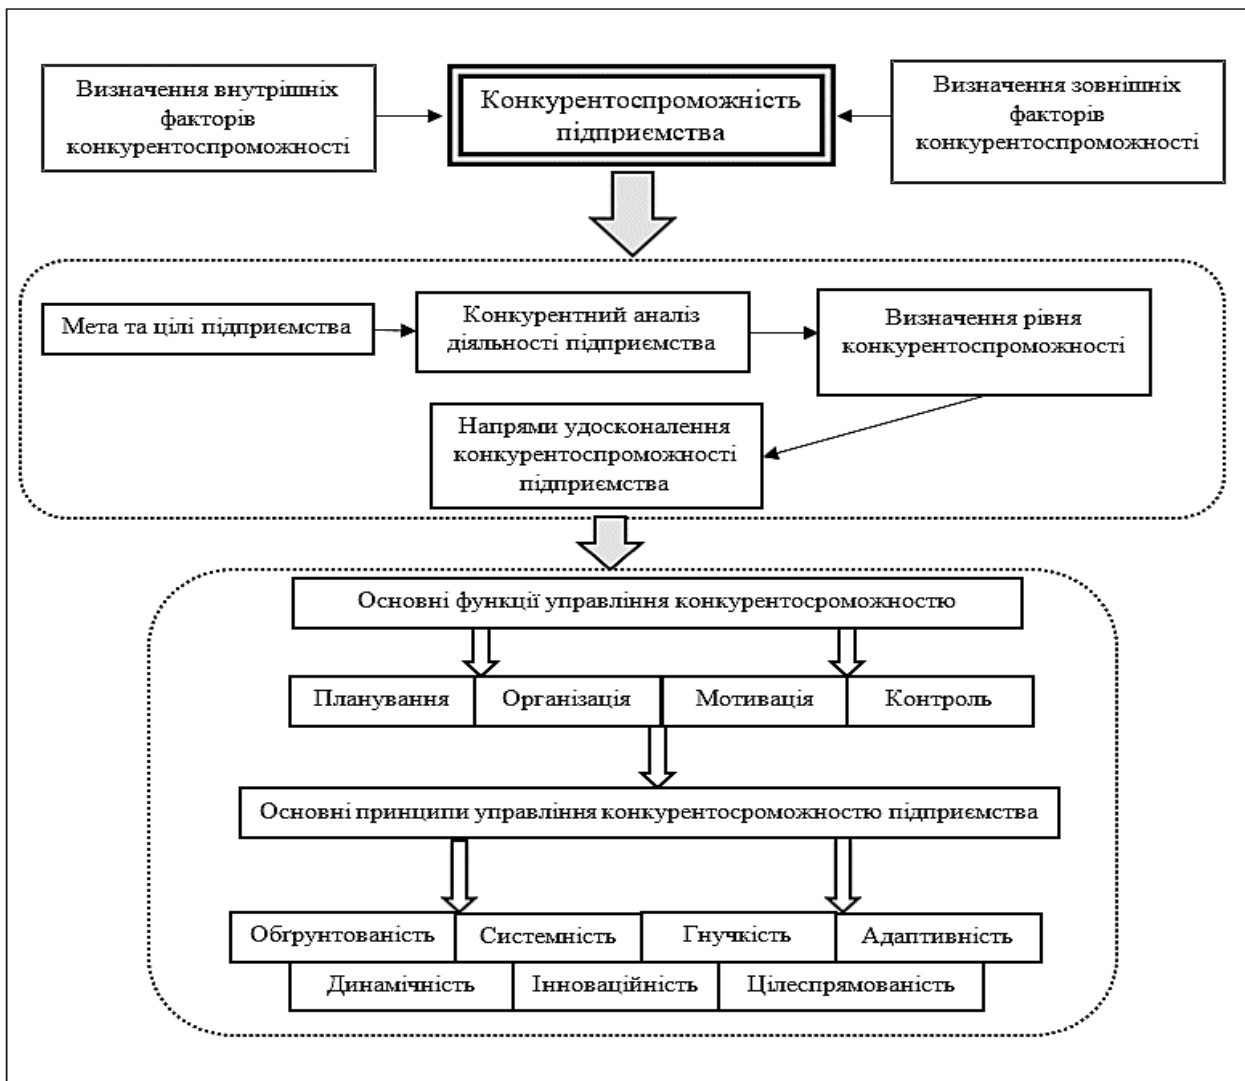 Визначення внутрішніх
факторів
конкурентоспроможності
Конкурентоспроможність
підприємства
Визначення зовнішніх
факторів
конкурентоспроможності
Мета та цілі підприємства
Конкурентний аналіз
діяльності підприємства
Визначення рівня
конкурентоспроможності
Напрями удосконалення
конкурентоспроможності
підприємства
Основні функції управління конкурентосроможностю
Планування
Організація
Мотивація
Контроль
Основні принципи управління конкурентосроможностю підприємства
Обґрунтованість
Системність
Гнучкість
Адаптивність
Динамічність
Інноваційність
Цілеспрямованість